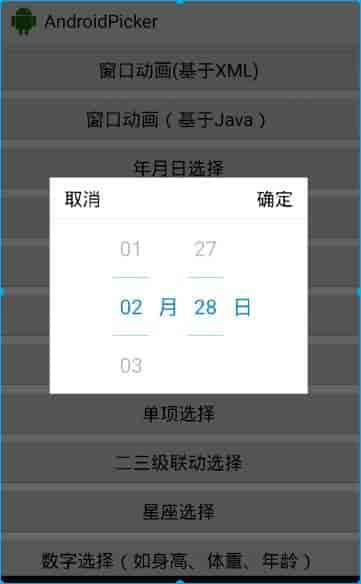 AndroidPicker
窗口动画(基于XML)
窗口动画（基于Java）
年月日选择
取消 确定
01 27
02 月 28 日
03
单项选择
二三级联动选择
星座选择
数字选择（如身高、体重、年龄）